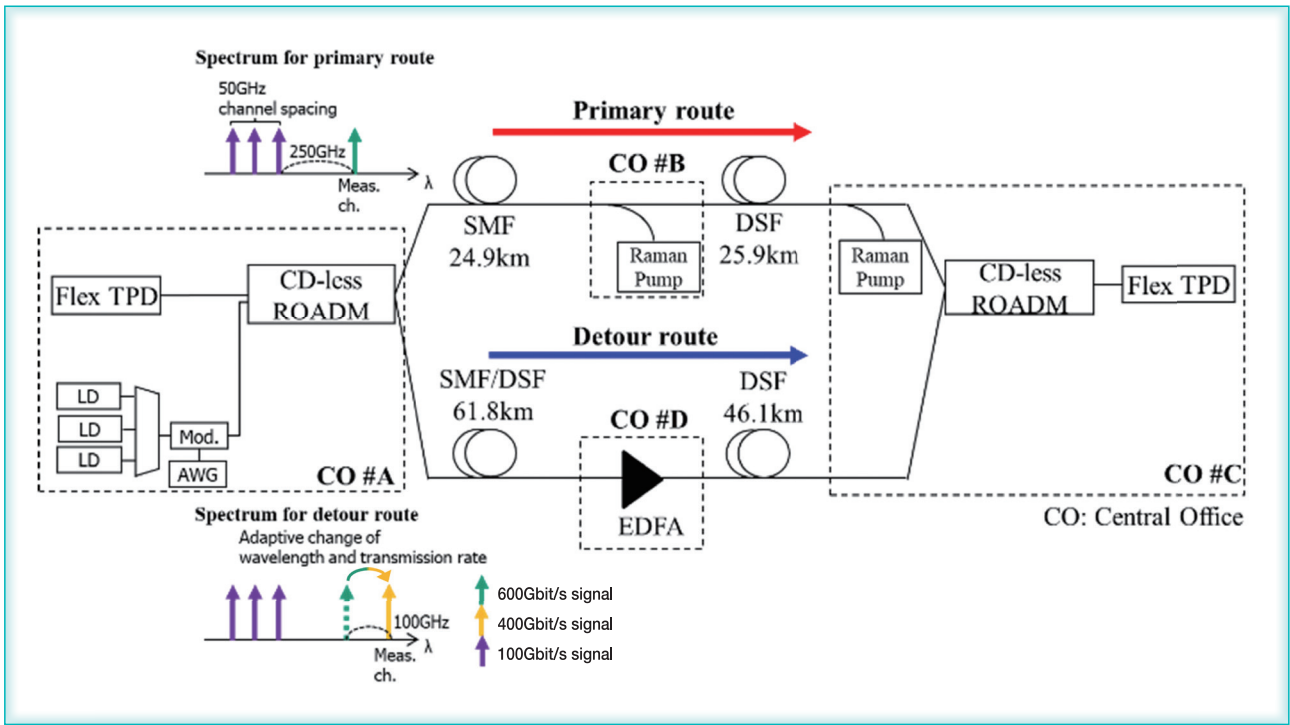 Spectrum for primary route
50GHz
channel spacing
250GHz
λ
Meas.
ch.
Primary route
CO #B
SMF
24.9km
Raman
Pump
DSF
25.9km
Raman
Pump
Flex TPD
CD-less
ROADM
CD-less
ROADM
Flex TPD
Detour route
SMF/DSF
61.8km
CO #D
DSF
46.1km
LD
LD
LD
Mod.
AWG
CO #A
EDFA
CO #C
CO: Central Office
Spectrum for detour route
Adaptive change of
wavelength and transmission rate
100GHz
λ
Meas.
ch.
600Gbit/s signal
400Gbit/s signal
100Gbit/s signal